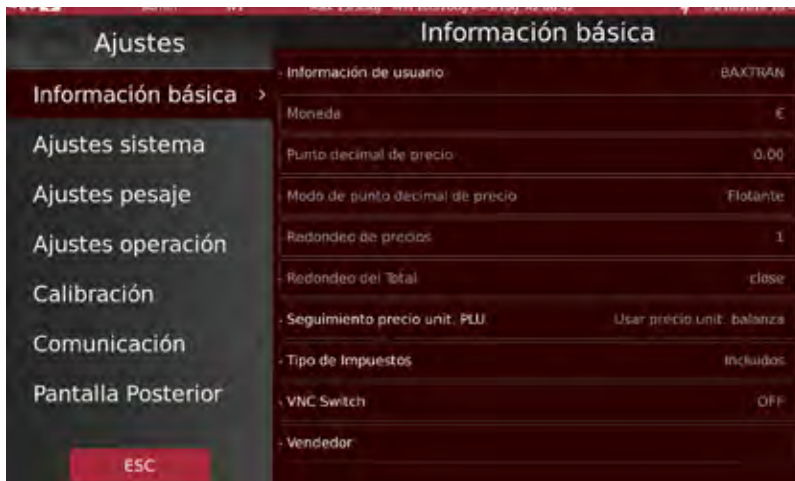 Ajustes
Información básica >
Ajustes sistema
Ajustes pesaje
Ajustes operación
Calibración
Comunicación
Pantalla Posterior
ESC
Información básica
Información de usuario BAXTRAN
Moneda €
Punto decimal de precio 0.00
Modo de punto decimal de precio Flotante
Redondeo de precios 1
Redondeo del Total close
Seguimiento precio unit. PLU Usar precio unit. balanza
Tipo de Impuestos Incluidos
VNC Switch OFF
Vendedor